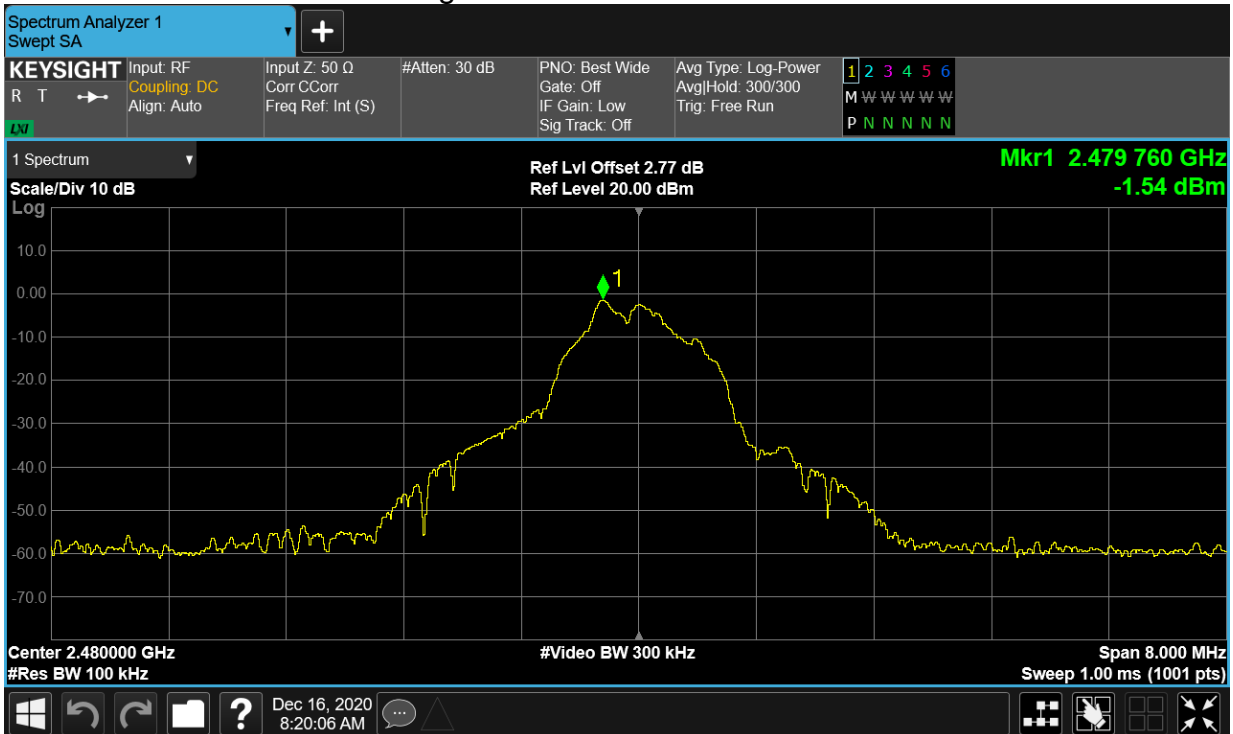 Spectrum Analyzer 1
Swept SA
+
KEYSIGHT
R T
LXI
Input: RF
Coupling: DC
Align: Auto
Input Z: 50 Ω
Corr CCorr
Freq Ref: Int (S)
#Atten: 30 dB
PNO: Best Wide
Gate: Off
IF Gain: Low
Sig Track: Off
Avg Type: Log-Power
Avg|Hold: 300/300
Trig: Free Run
1 2 3 4 5 6
M W W W W W W
P N N N N N N
1 Spectrum
Scale/Div 10 dB
Log
Ref Lvl Offset 2.77 dB
Ref Level 20.00 dBm
Mkr1 2.479 760 GHz
-1.54 dBm
1
10.0
0.00
-10.0
-20.0
-30.0
-40.0
-50.0
-60.0
-70.0
Center 2.480000 GHz
#Res BW 100 kHz
#Video BW 300 kHz
Span 8.000 MHz
Sweep 1.00 ms (1001 pts)
?
Dec 16, 2020
8:20:06 AM